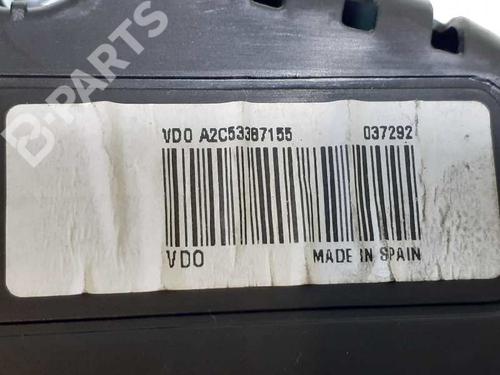 B-PARTS
VDO A2C53387155 037292
VDO MADE IN SPAIN